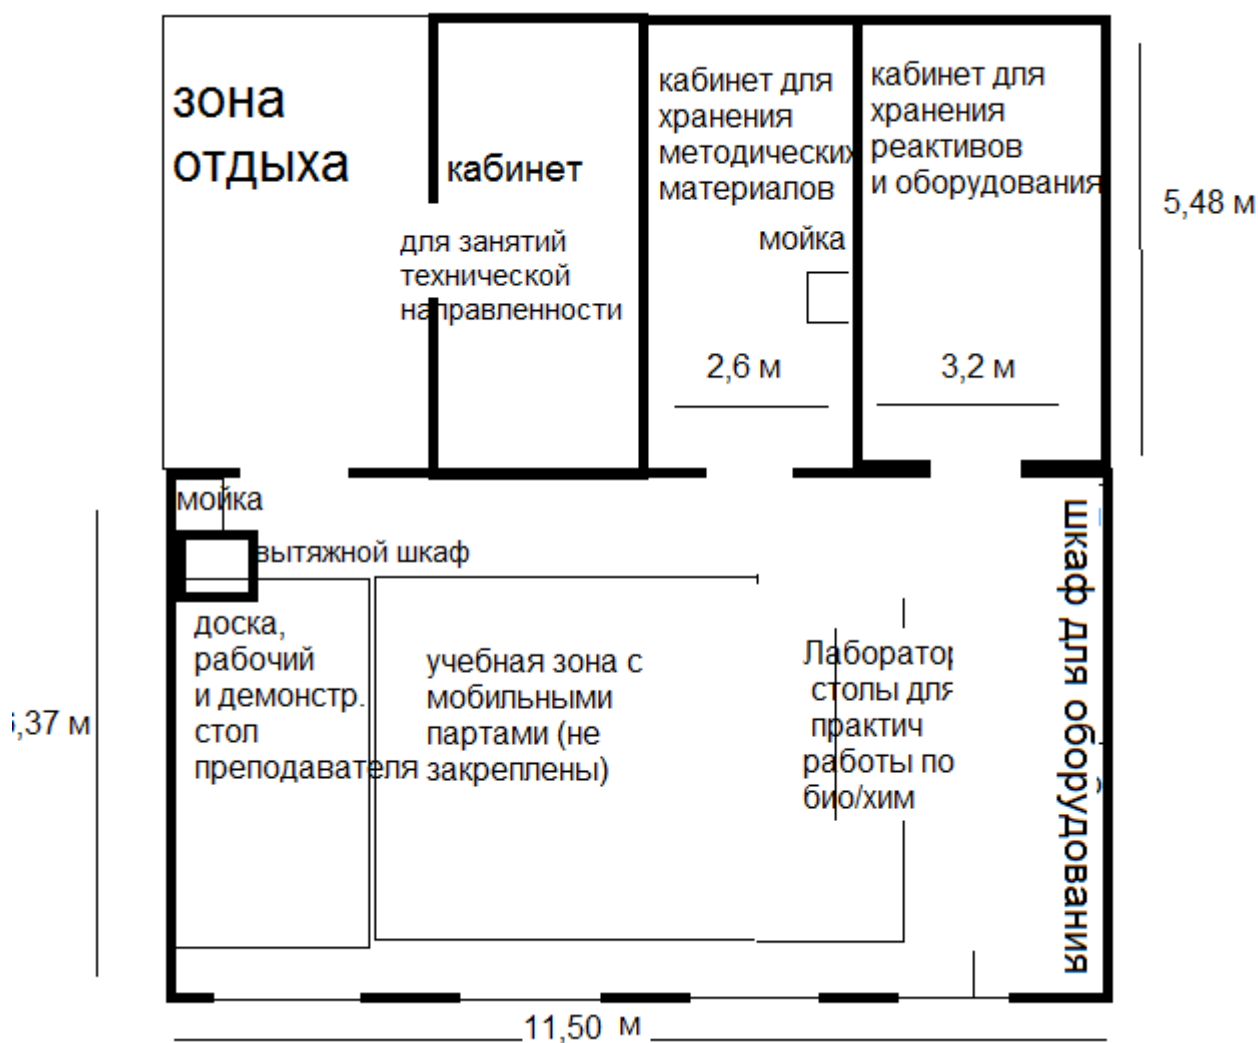 зона
отдыха
кабинет
для занятий
технической
направленности
кабинет для
хранения
методических
материалов
мойка
2,6 м
кабинет для
хранения
реактивов
и оборудования
3,2 м
5,48 м
мойка
вытяжной шкаф
доска,
рабочий
и демонстр.
стол
преподавателя
учебная зона с
мобильными
партами (не
закреплены)
Лаборатор
столы для
практич
работы по
био/хим
шкаф для оборудования
,37 м
11,50 м